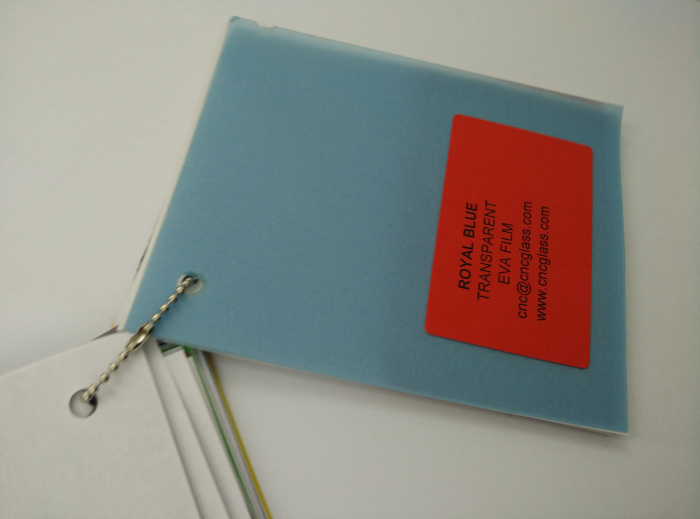 ROYAL BLUE
TRANSPARENT
EVA FILM
cnc@cncglass.com
www.cncglass.com